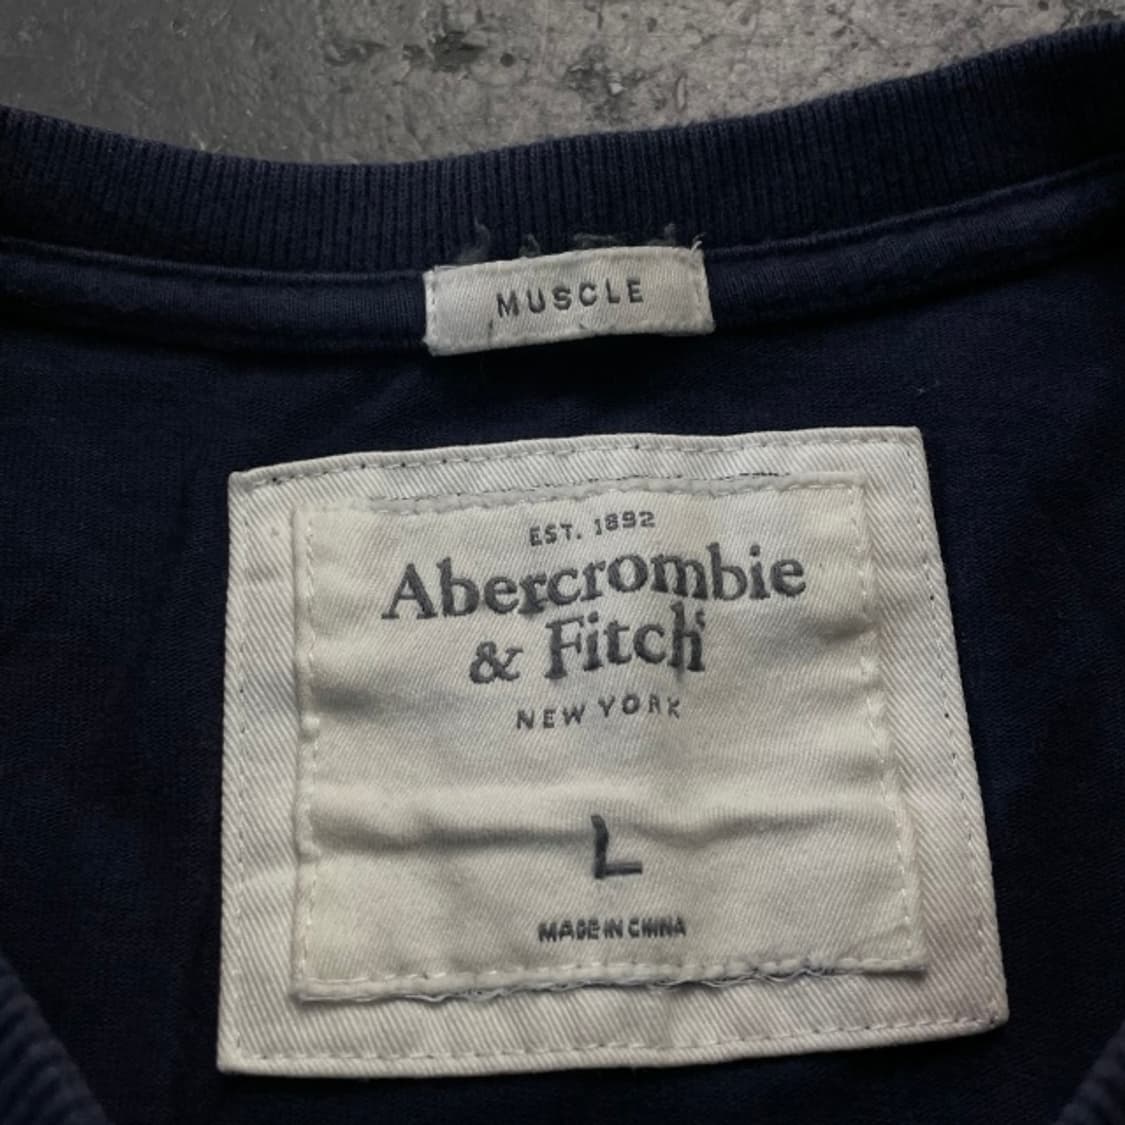 MUSCLE
EST. 1892
Abercrombie
& Fitch
NEW YORK
L
MADE IN CHINA